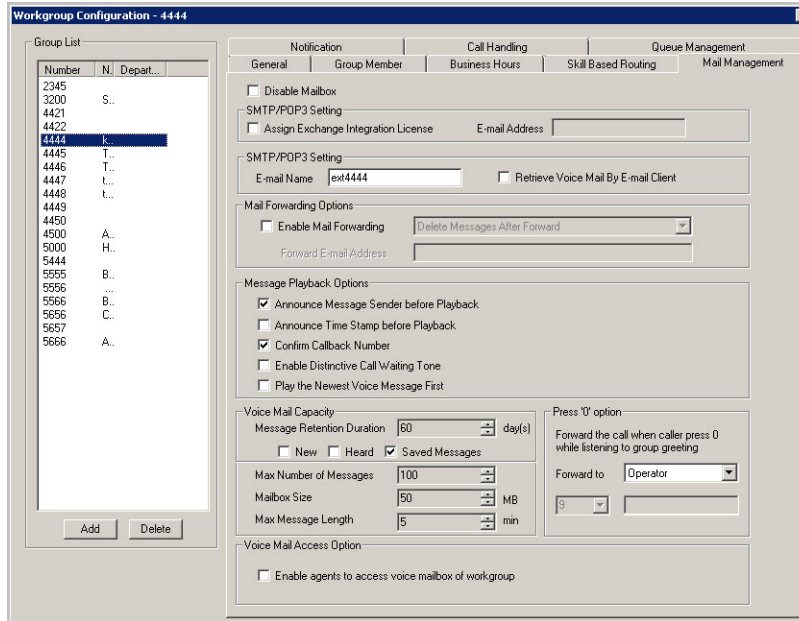 Workgroup Configuration - 4444
Group List
Number N. Depart...
2345
3200 S..
4421
4422
4444 k..
4445 T..
4446 T..
4447 t...
4448 t...
4449
4450
4500 A..
5000 H..
5444
5555 B..
5556 ...
5566 B..
5656 C..
5657
5666 A..
Add Delete
Notification Call Handling Queue Management
General Group Member Business Hours Skill Based Routing Mail Management
Disable Mailbox
SMTP/POP3 Setting
Assign Exchange Integration License E-mail Address
SMTP/POP3 Setting
E-mail Name ext4444 Retrieve Voice Mail By E-mail Client
Mail Forwarding Options
Enable Mail Forwarding Delete Messages After Forward
Forward E-mail Address
Message Playback Options
Announce Message Sender before Playback
Announce Time Stamp before Playback
Confirm Callback Number
Enable Distinctive Call Waiting Tone
Play the Newest Voice Message First
Voice Mail Capacity
Message Retention Duration 60 day(s)
New Heard Saved Messages
Max Number of Messages 100
Mailbox Size 50 MB
Max Message Length 5 min
Press '0' option
Forward the call when caller press 0
while listening to group greeting
Forward to Operator
9
Voice Mail Access Option
Enable agents to access voice mailbox of workgroup